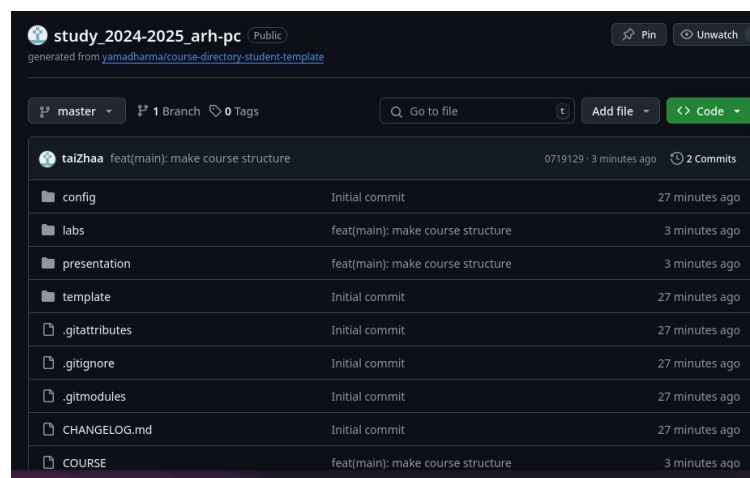 study_2024-2025_arh-pc Public Pin Unwatch
generated from yamadharma/course-directory-student-template
master 1 Branch 0 Tags Go to file t Add file Code
taiZhaa feat(main): make course structure 0719129 · 3 minutes ago 2 Commits
config Initial commit 27 minutes ago
labs feat(main): make course structure 3 minutes ago
presentation feat(main): make course structure 3 minutes ago
template Initial commit 27 minutes ago
.gitattributes Initial commit 27 minutes ago
.gitignore Initial commit 27 minutes ago
.gitmodules Initial commit 27 minutes ago
CHANGELOG.md Initial commit 27 minutes ago
COURSE feat(main): make course structure 3 minutes ago